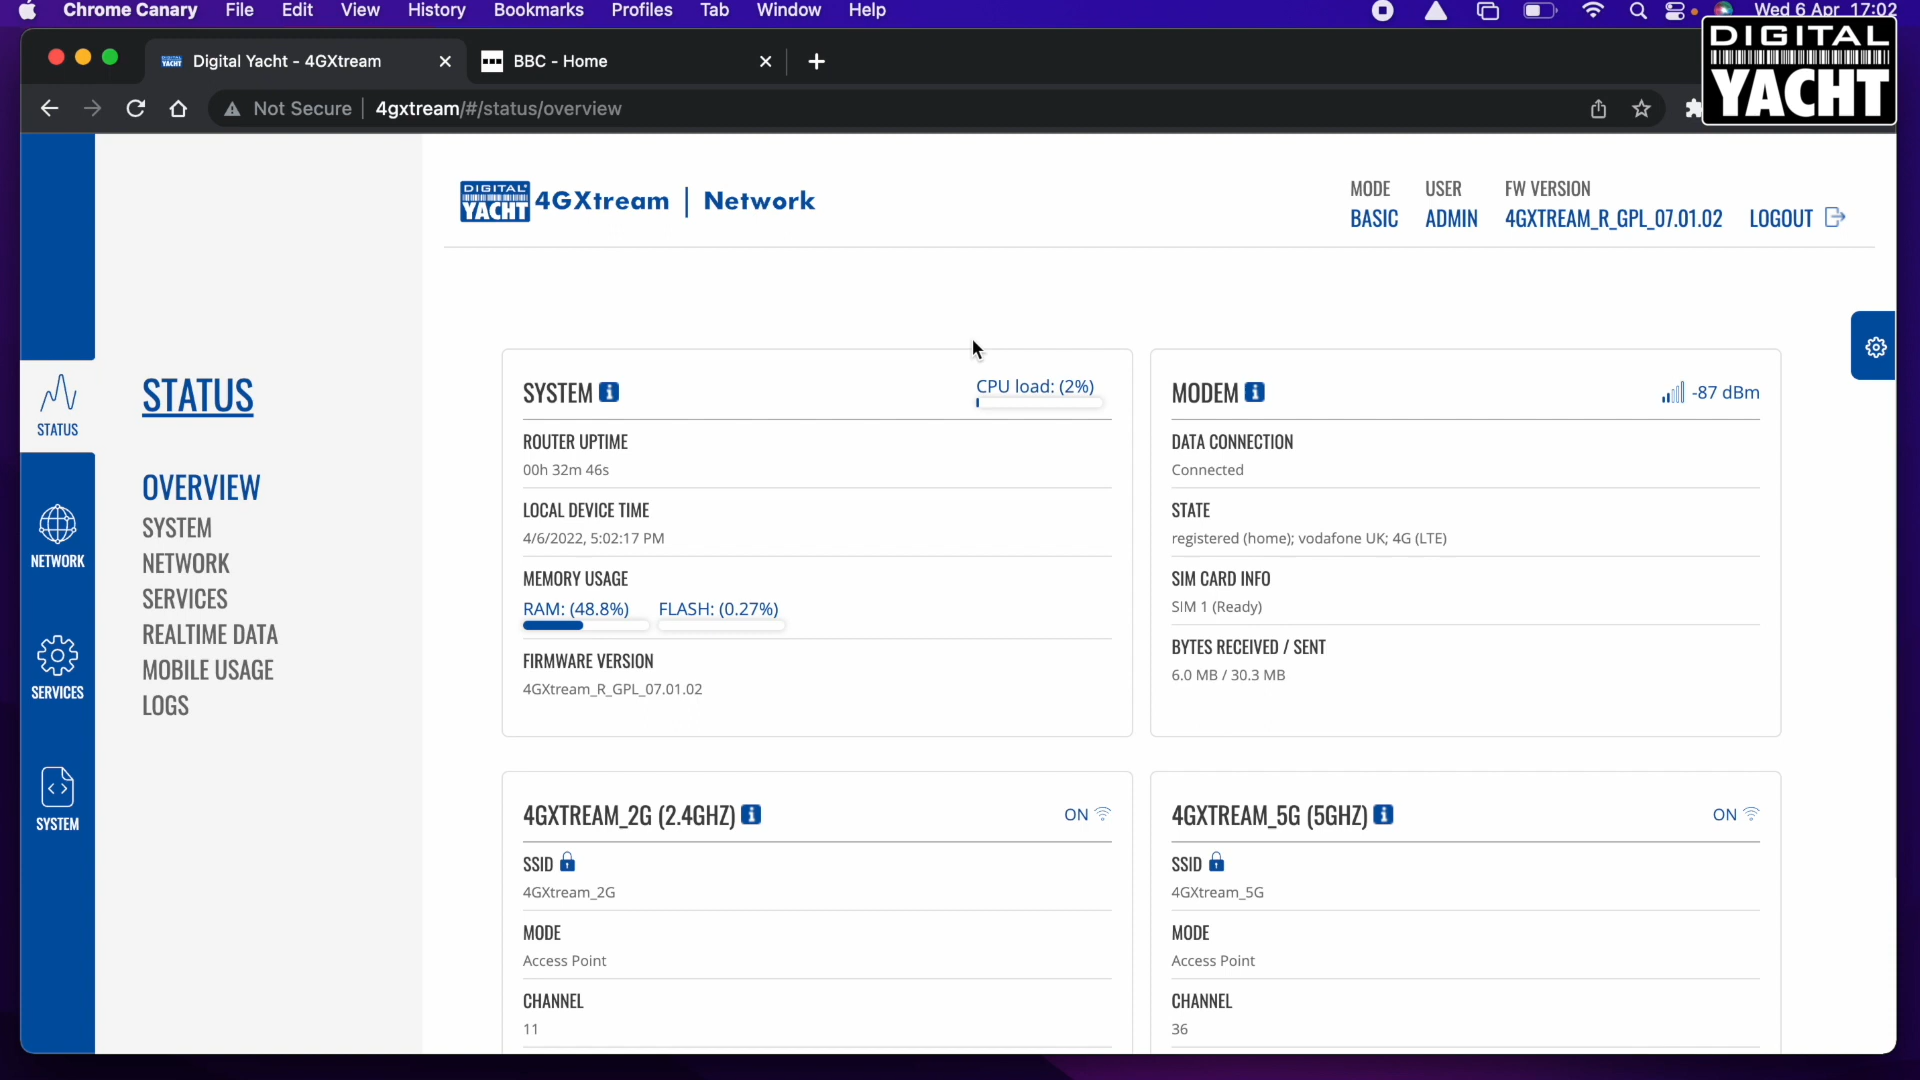 Chrome Canary File Edit View History Bookmarks Profiles Tab Window Help Wed 6 Apr 17:02
DIGITAL YACHT
Digital Yacht - 4GXtream
BBC - Home
Not Secure 4gxtream/#/status/overview
DIGITAL YACHT 4GXtream | Network
MODE USER FW VERSION
BASIC ADMIN 4GXTREAM_R_GPL_07.01.02 LOGOUT
STATUS
NETWORK
SERVICES
SYSTEM
STATUS
OVERVIEW
SYSTEM
NETWORK
SERVICES
REALTIME DATA
MOBILE USAGE
LOGS
SYSTEM CPU load: (2%)
ROUTER UPTIME
00h 32m 46s
LOCAL DEVICE TIME
4/6/2022, 5:02:17 PM
MEMORY USAGE
RAM: (48.8%) FLASH: (0.27%)
FIRMWARE VERSION
4GXtream_R_GPL_07.01.02
MODEM -87 dBm
DATA CONNECTION
Connected
STATE
registered (home); vodafone UK; 4G (LTE)
SIM CARD INFO
SIM 1 (Ready)
BYTES RECEIVED / SENT
6.0 MB / 30.3 MB
4GXTREAM_2G (2.4GHZ) ON
SSID
4GXtream_2G
MODE
Access Point
CHANNEL
11
4GXTREAM_5G (5GHZ) ON
SSID
4GXtream_5G
MODE
Access Point
CHANNEL
36